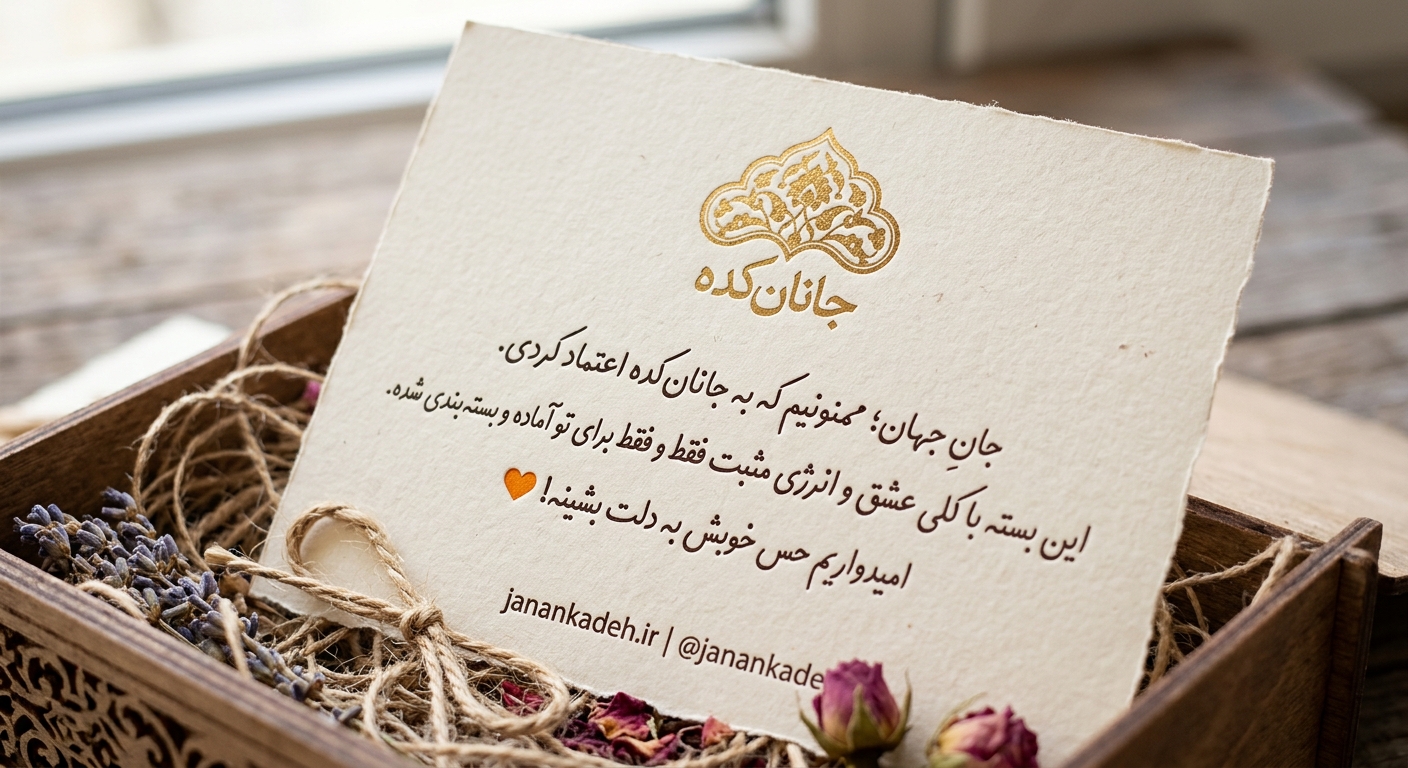 جانان‌کده
جانِ جهان؛ ممنونیم که به جانان‌کده اعتماد کردی.
این بسته با کلی عشق و انرژی مثبت فقط و فقط برای تو آماده و بسته‌بندی شده.
امیدواریم حس خوبش به دلت بشینه! 🧡
janankadeh.ir | @janankade